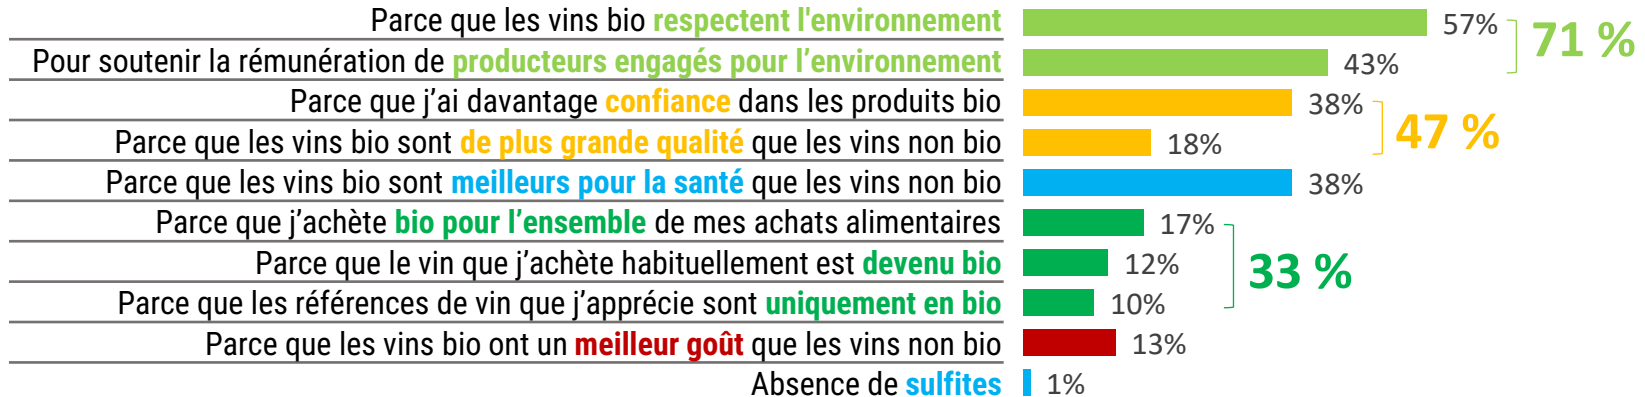 Parce que les vins bio respectent l'environnement 57%
71 %
Pour soutenir la rémunération de producteurs engagés pour l’environnement 43%
Parce que j’ai davantage confiance dans les produits bio 38%
47 %
Parce que les vins bio sont de plus grande qualité que les vins non bio 18%
Parce que les vins bio sont meilleurs pour la santé que les vins non bio 38%
Parce que j’achète bio pour l’ensemble de mes achats alimentaires 17%
Parce que le vin que j’achète habituellement est devenu bio 12%
33 %
Parce que les références de vin que j’apprécie sont uniquement en bio 10%
Parce que les vins bio ont un meilleur goût que les vins non bio 13%
Absence de sulfites 1%